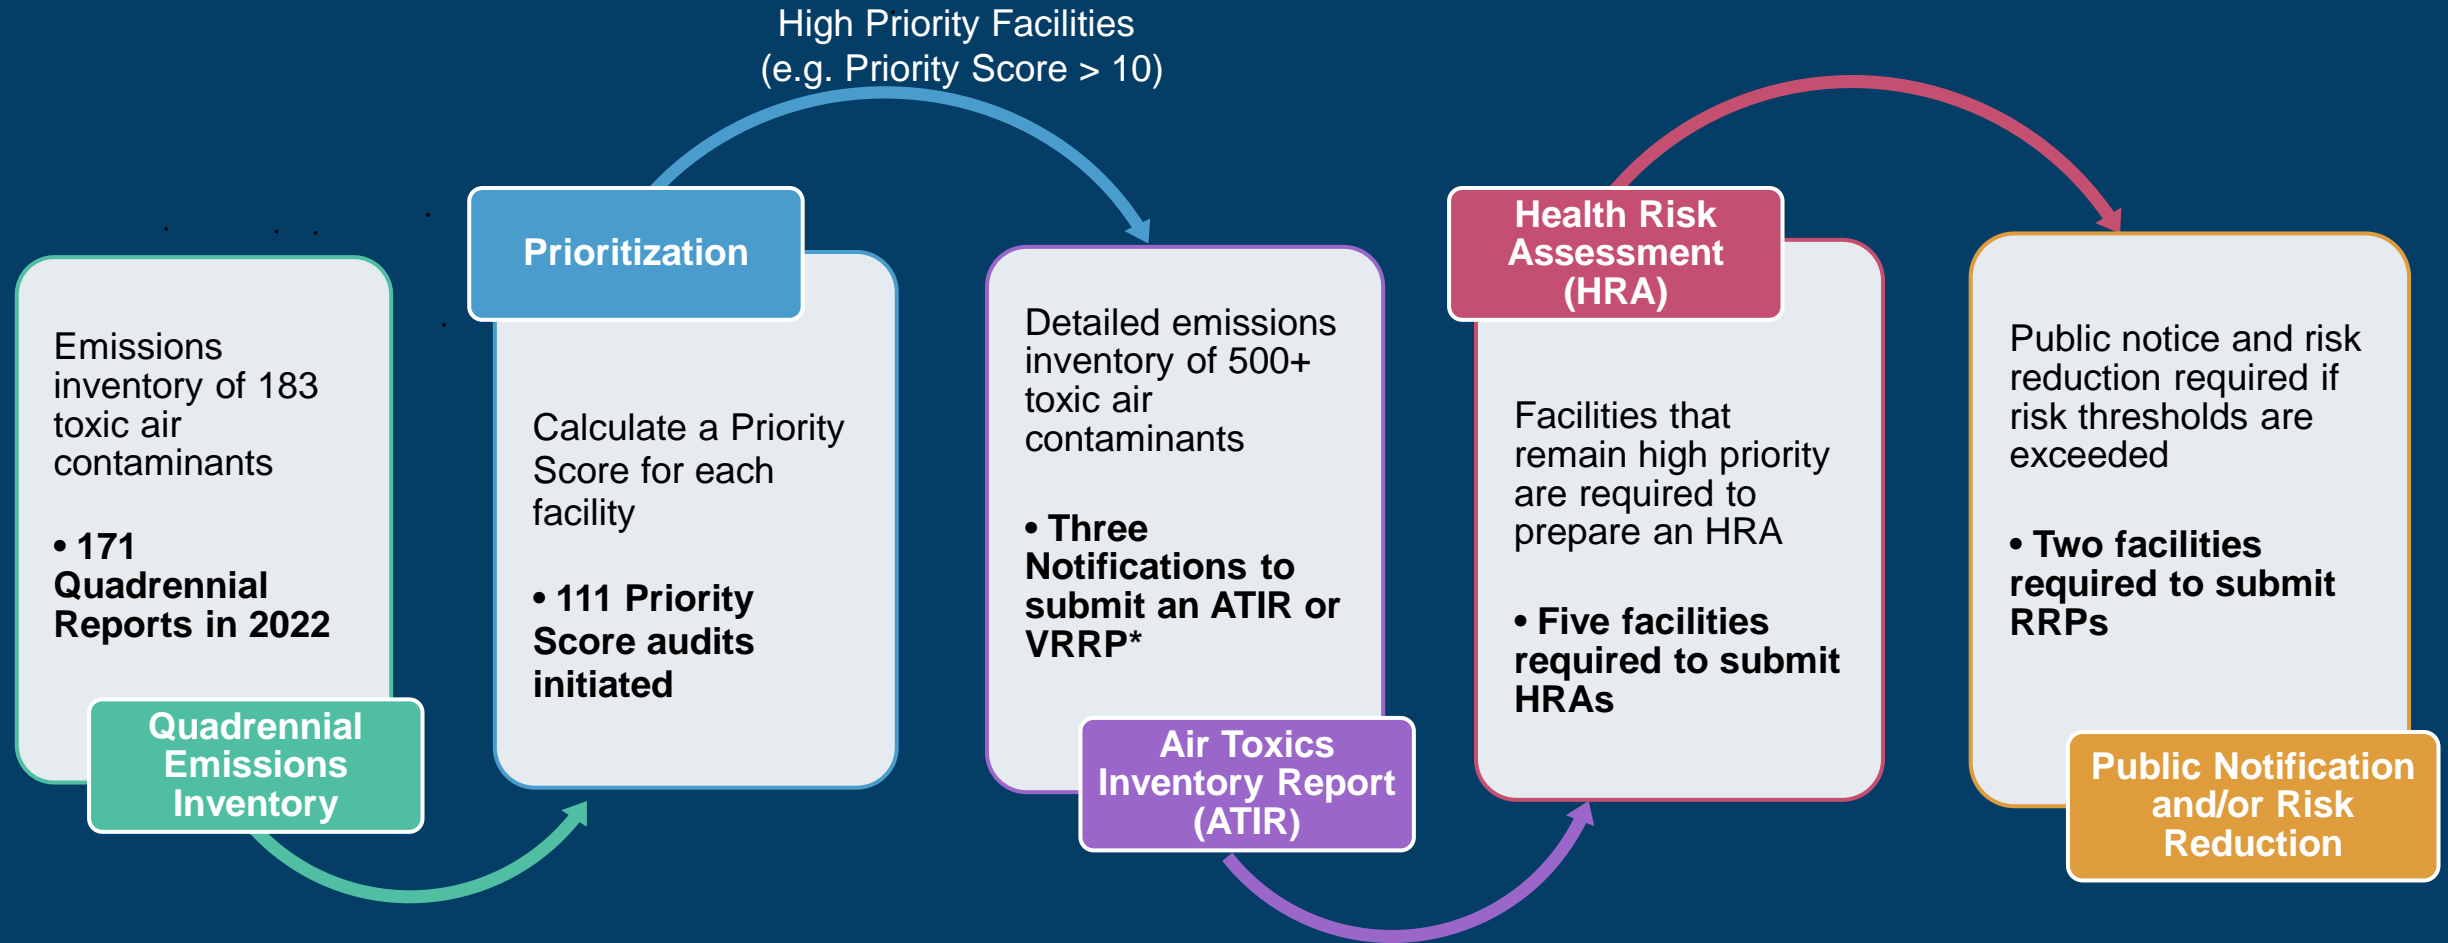 High Priority Facilities
(e.g. Priority Score > 10)
Emissions
inventory of 183
toxic air
contaminants
• 171
Quadrennial
Reports in 2022
Quadrennial
Emissions
Inventory
Prioritization
Calculate a Priority
Score for each
facility
• 111 Priority
Score audits
initiated
Detailed emissions
inventory of 500+
toxic air
contaminants
• Three
Notifications to
submit an ATIR or
VRRP*
Air Toxics
Inventory Report
(ATIR)
Health Risk
Assessment
(HRA)
Facilities that
remain high priority
are required to
prepare an HRA
• Five facilities
required to submit
HRAs
Public notice and risk
reduction required if
risk thresholds are
exceeded
• Two facilities
required to submit
RRPs
Public Notification
and/or Risk
Reduction